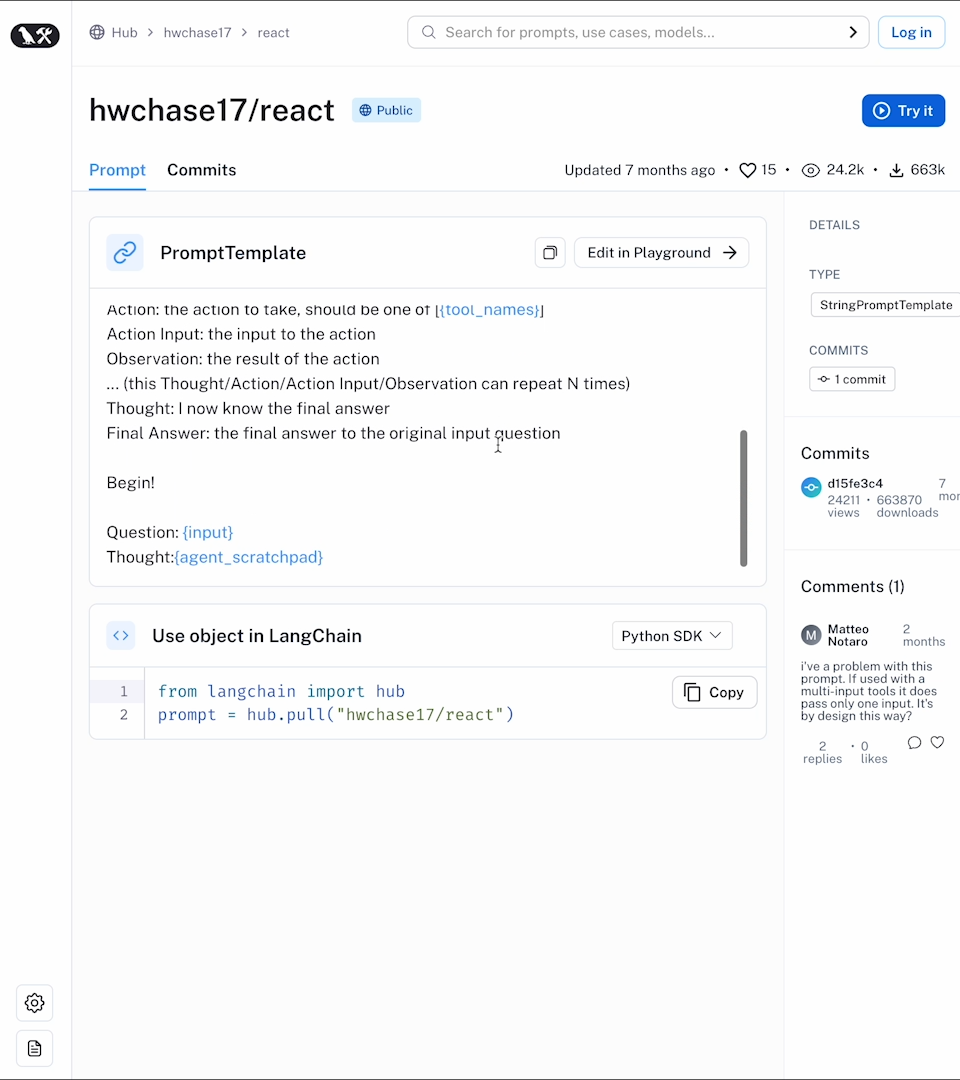 Hub > hwchase17 > react
Search for prompts, use cases, models...
Log in
hwchase17/react
Public
Try it
Prompt
Commits
Updated 7 months ago • 15 • 24.2k • 663k
PromptTemplate
Edit in Playground
Action: the action to take, should be one of [{tool_names}]
Action Input: the input to the action
Observation: the result of the action
... (this Thought/Action/Action Input/Observation can repeat N times)
Thought: I now know the final answer
Final Answer: the final answer to the original input question
Begin!
Question: {input}
Thought:{agent_scratchpad}
Use object in LangChain
Python SDK
1 from langchain import hub
2 prompt = hub.pull("hwchase17/react")
Copy
DETAILS
TYPE
StringPromptTemplate
COMMITS
1 commit
Commits
d15fe3c4
24211 views • 663870 downloads
7
mon
Comments (1)
M
Matteo
Notaro
2
months
i've a problem with this
prompt. If used with a
multi-input tools it does
pass only one input. It's
by design this way?
2
replies
• 0
likes